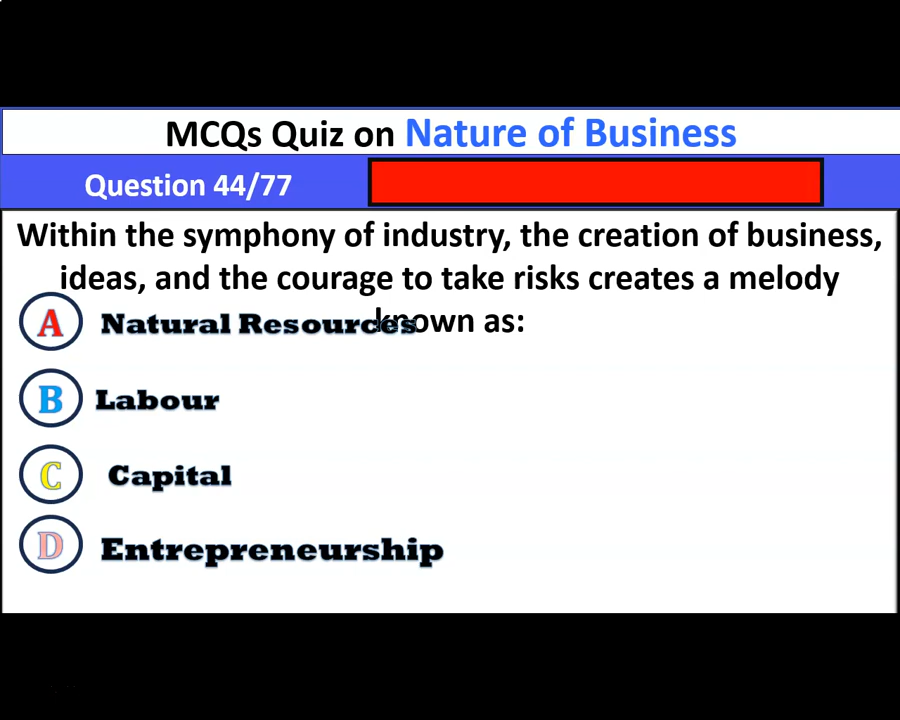 MCQs Quiz on Nature of Business
Question 44/77
Within the symphony of industry, the creation of business,
ideas, and the courage to take risks creates a melody
known as:
A Natural Resources
B Labour
C Capital
D Entrepreneurship